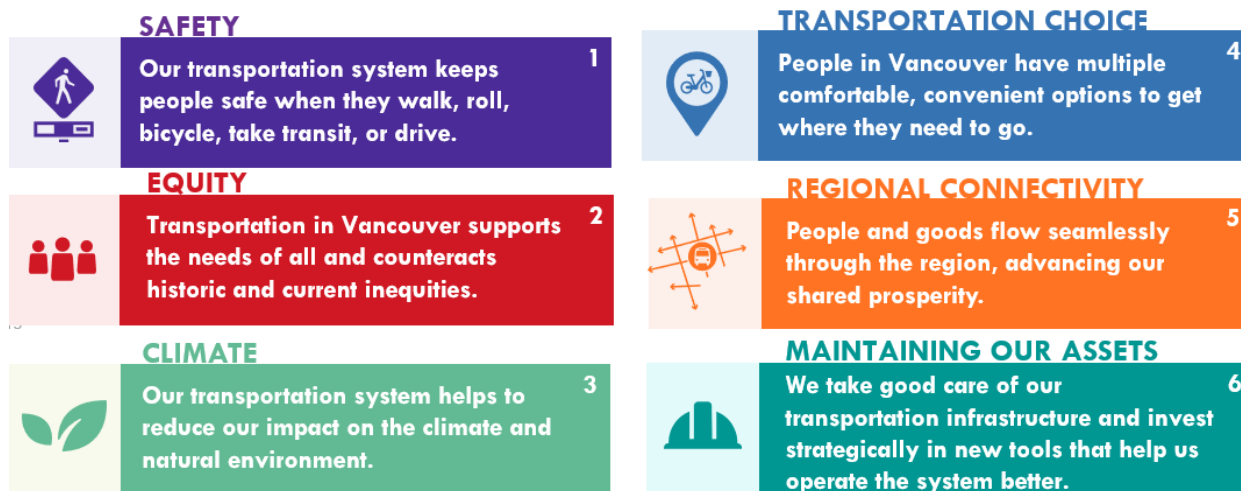 SAFETY
1
Our transportation system keeps
people safe when they walk, roll,
bicycle, take transit, or drive.
EQUITY
2
Transportation in Vancouver supports
the needs of all and counteracts
historic and current inequities.
CLIMATE
3
Our transportation system helps to
reduce our impact on the climate and
natural environment.
TRANSPORTATION CHOICE
4
People in Vancouver have multiple
comfortable, convenient options to get
where they need to go.
REGIONAL CONNECTIVITY
5
People and goods flow seamlessly
through the region, advancing our
shared prosperity.
MAINTAINING OUR ASSETS
6
We take good care of our
transportation infrastructure and invest
strategically in new tools that help us
operate the system better.